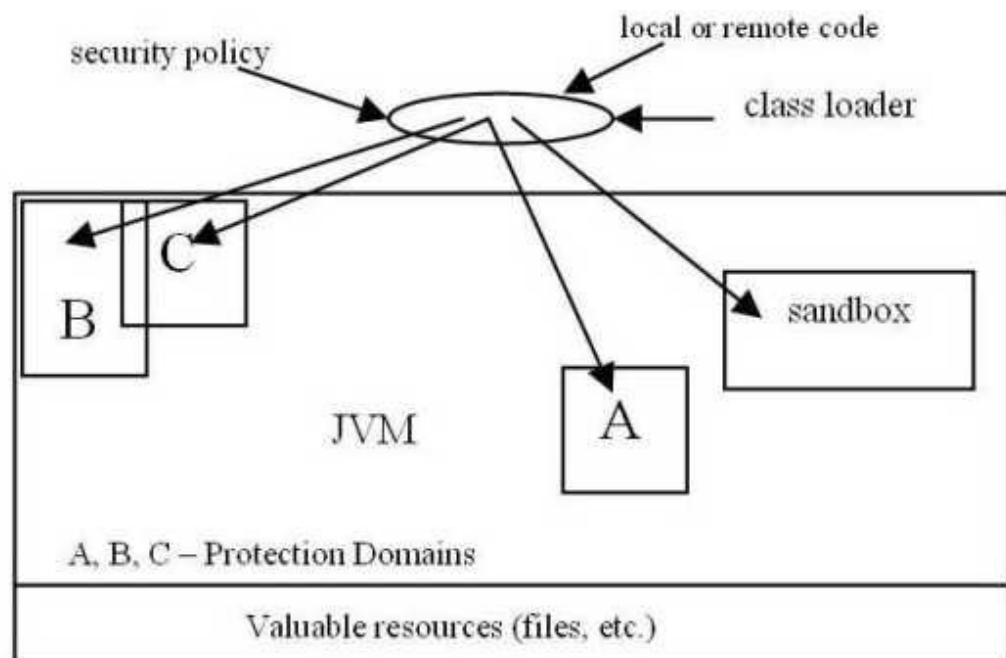 local or remote code
security policy
class loader
C
B
sandbox
A
JVM
A, B, C – Protection Domains
Valuable resources (files, etc.)